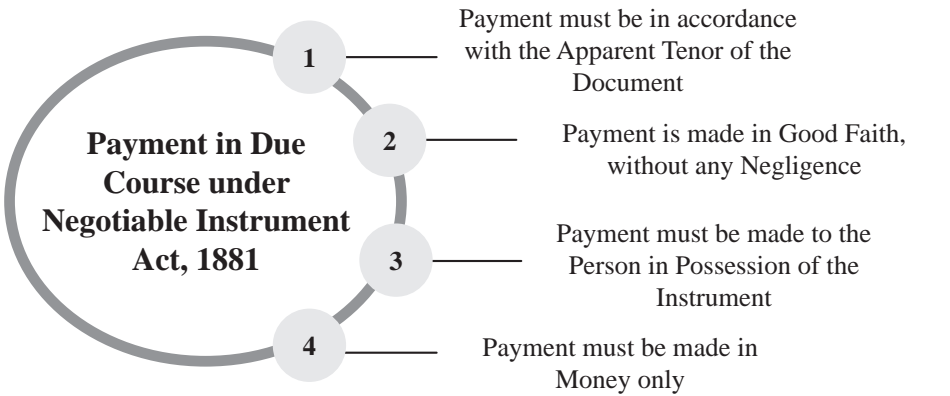 Payment in Due
Course under
Negotiable Instrument
Act, 1881
1
Payment must be in accordance
with the Apparent Tenor of the
Document
2
Payment is made in Good Faith,
without any Negligence
3
Payment must be made to the
Person in Possession of the
Instrument
4
Payment must be made in
Money only